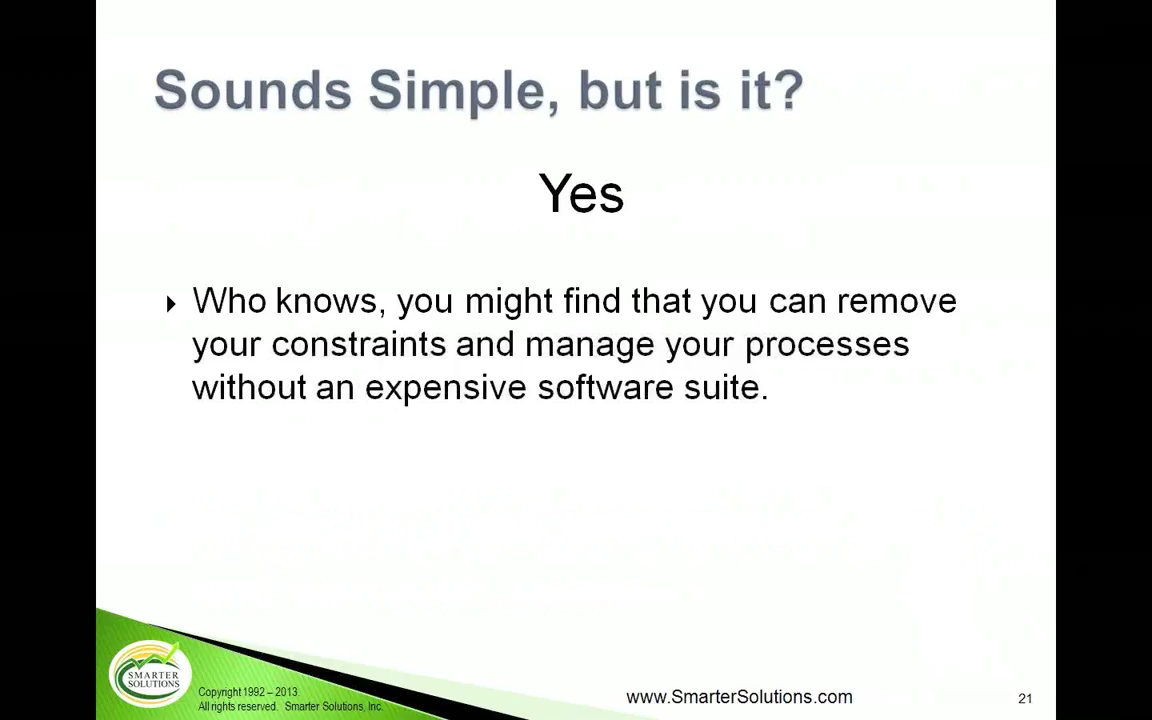 Sounds Simple, but is it?
Yes
Who knows, you might find that you can remove
your constraints and manage your processes
without an expensive software suite.
SMARTER
SOLUTIONS
Copyright 1992 – 2013
All rights reserved. Smarter Solutions, Inc.
www.SmarterSolutions.com
21